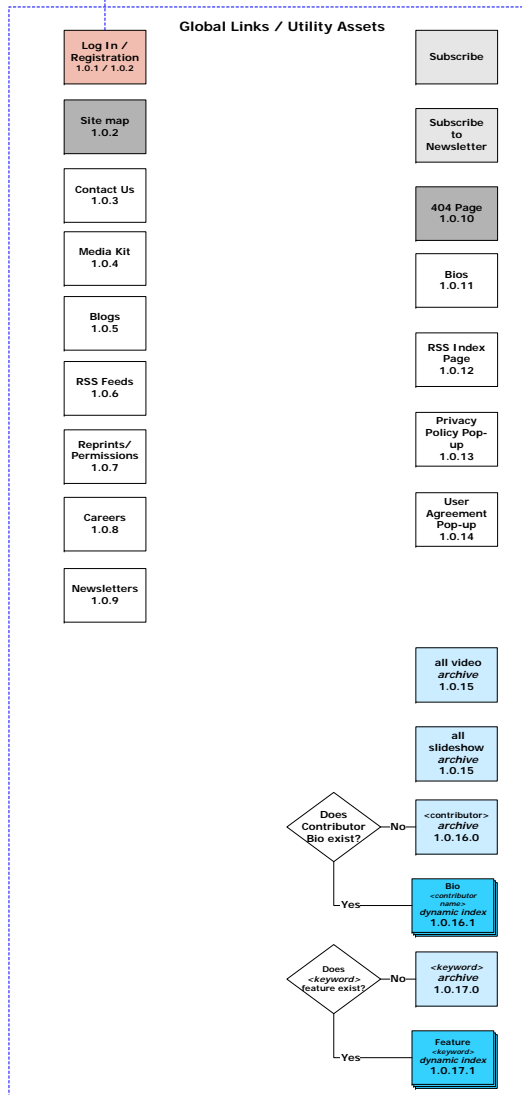 Global Links / Utility Assets
Log In /
Registration
1.0.1 / 1.0.2
Site map
1.0.2
Contact Us
1.0.3
Media Kit
1.0.4
Blogs
1.0.5
RSS Feeds
1.0.6
Reprints/
Permissions
1.0.7
Careers
1.0.8
Newsletters
1.0.9
Subscribe
Subscribe
to
Newsletter
404 Page
1.0.10
Bios
1.0.11
RSS Index
Page
1.0.12
Privacy
Policy Pop-
up
1.0.13
User
Agreement
Pop-up
1.0.14
all video
archive
1.0.15
all
slideshow
archive
1.0.15
Does
Contributor
Bio exist?
No
<contributor>
archive
1.0.16.0
Yes
Bio
<contributor
name>
dynamic index
1.0.16.1
Does
<keyword>
feature exist?
No
<keyword>
archive
1.0.17.0
Yes
Feature
<keyword>
dynamic index
1.0.17.1